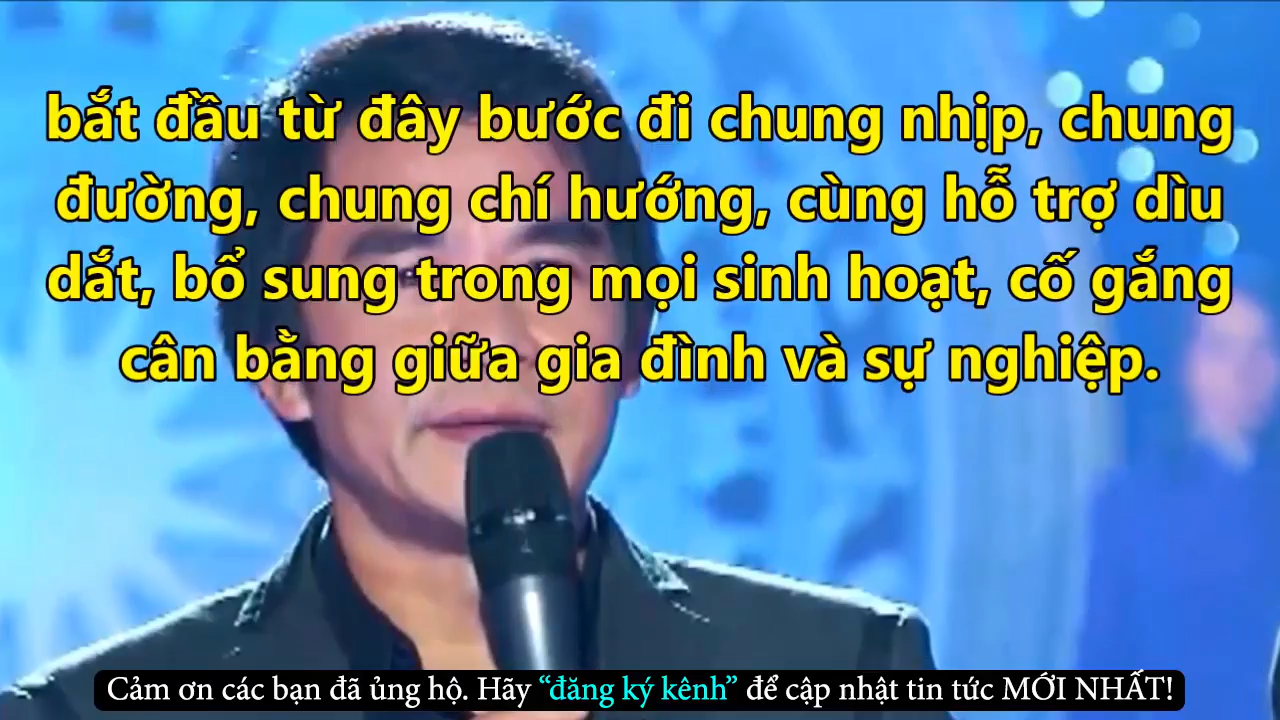 bắt đầu từ đây bước đi chung nhịp, chung
đường, chung chí hướng, cùng hỗ trợ dìu
dắt, bổ sung trong mọi sinh hoạt, cố gắng
cân bằng giữa gia đình và sự nghiệp.
Cảm ơn các bạn đã ủng hộ. Hãy “đăng ký kênh” để cập nhật tin tức MỚI NHẤT!